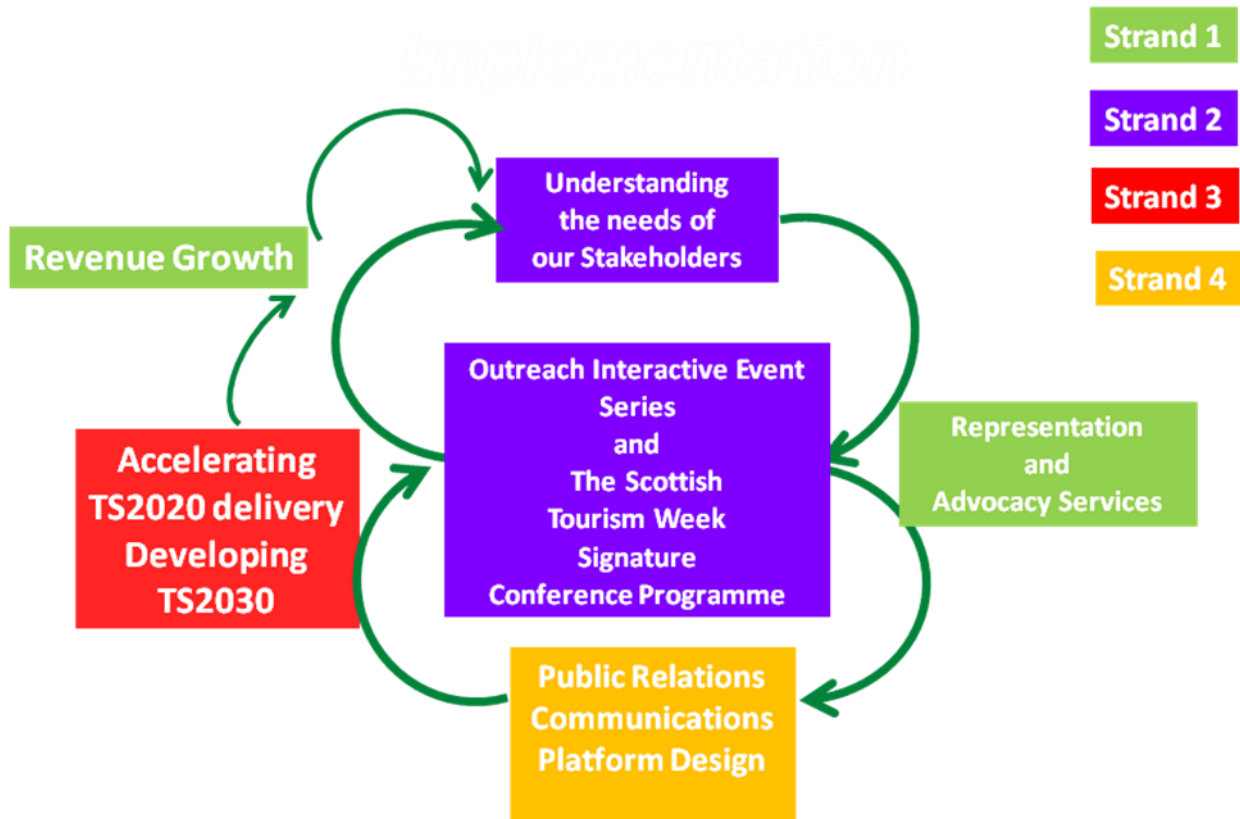 Implementation
Strand 1
Strand 2
Strand 3
Strand 4
Understanding
the needs of
our Stakeholders
Revenue Growth
Outreach Interactive Event
Series
and
The Scottish
Tourism Week
Signature
Conference Programme
Representation
and
Advocacy Services
Accelerating
TS2020 delivery
Developing
TS2030
Public Relations
Communications
Platform Design